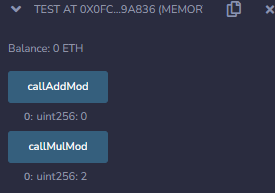 TEST AT 0X0FC...9A836 (MEMOR
Balance: 0 ETH
callAddMod
0: uint256: 0
callMulMod
0: uint256: 2